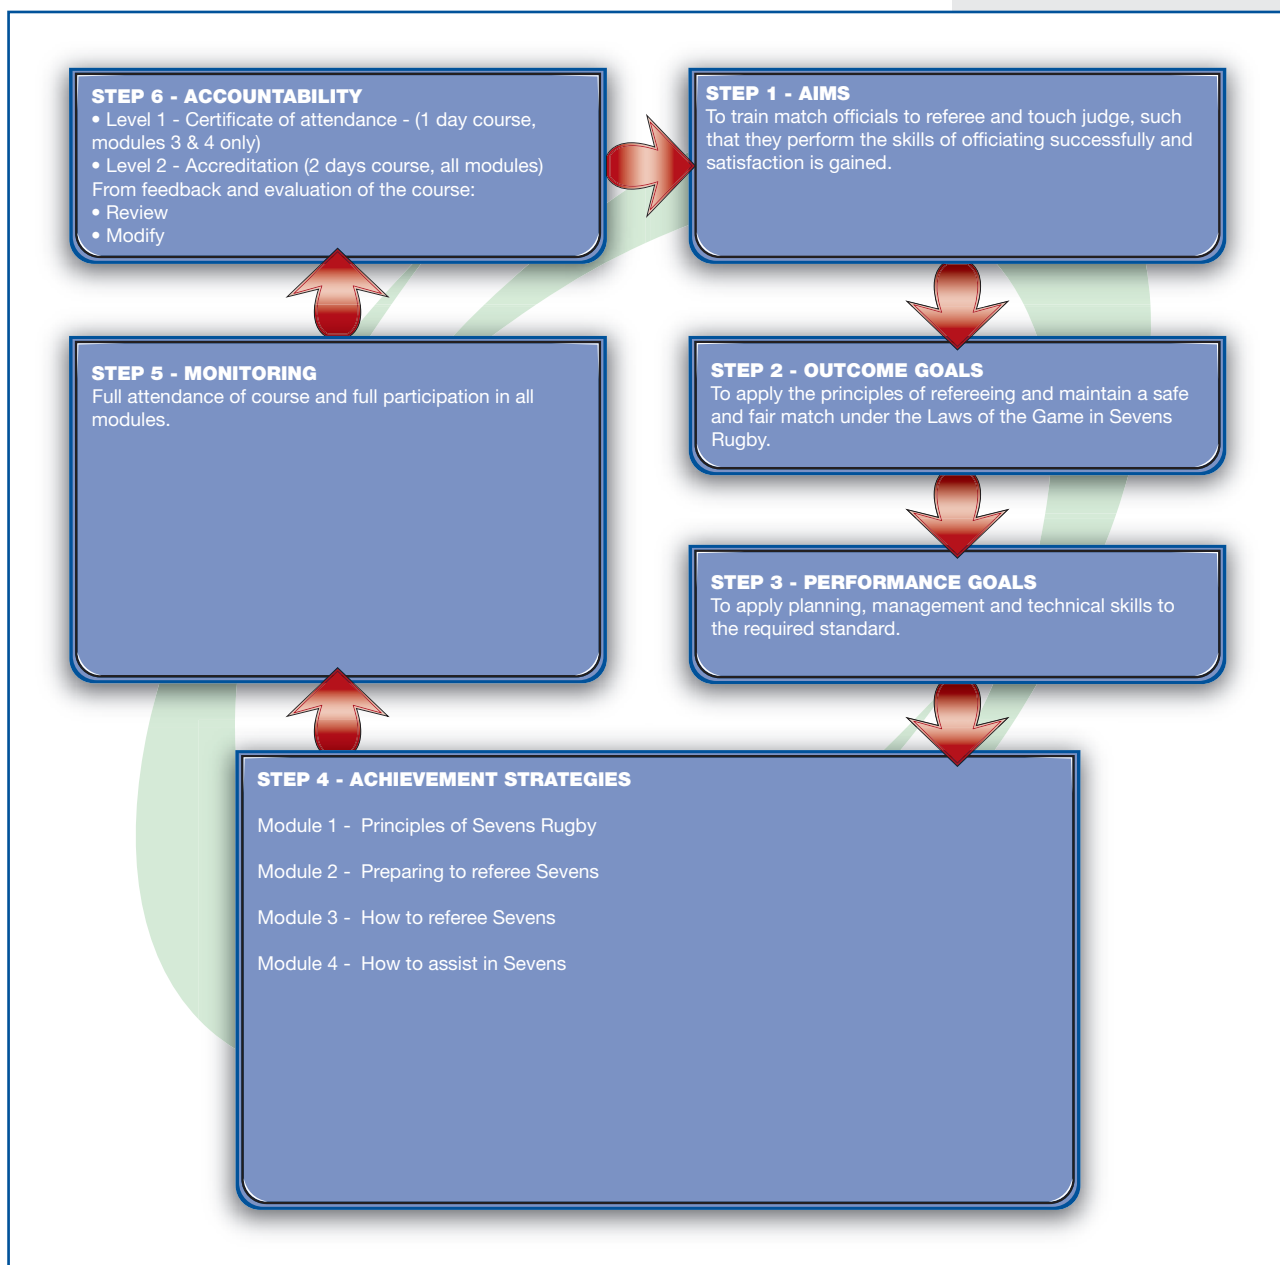 STEP 6 - ACCOUNTABILITY
• Level 1 - Certificate of attendance - (1 day course,
modules 3 & 4 only)
• Level 2 - Accreditation (2 days course, all modules)
From feedback and evaluation of the course:
• Review
• Modify
STEP 1 - AIMS
To train match officials to referee and touch judge, such
that they perform the skills of officiating successfully and
satisfaction is gained.
STEP 5 - MONITORING
Full attendance of course and full participation in all
modules.
STEP 2 - OUTCOME GOALS
To apply the principles of refereeing and maintain a safe
and fair match under the Laws of the Game in Sevens
Rugby.
STEP 3 - PERFORMANCE GOALS
To apply planning, management and technical skills to
the required standard.
STEP 4 - ACHIEVEMENT STRATEGIES
Module 1 - Principles of Sevens Rugby
Module 2 - Preparing to referee Sevens
Module 3 - How to referee Sevens
Module 4 - How to assist in Sevens